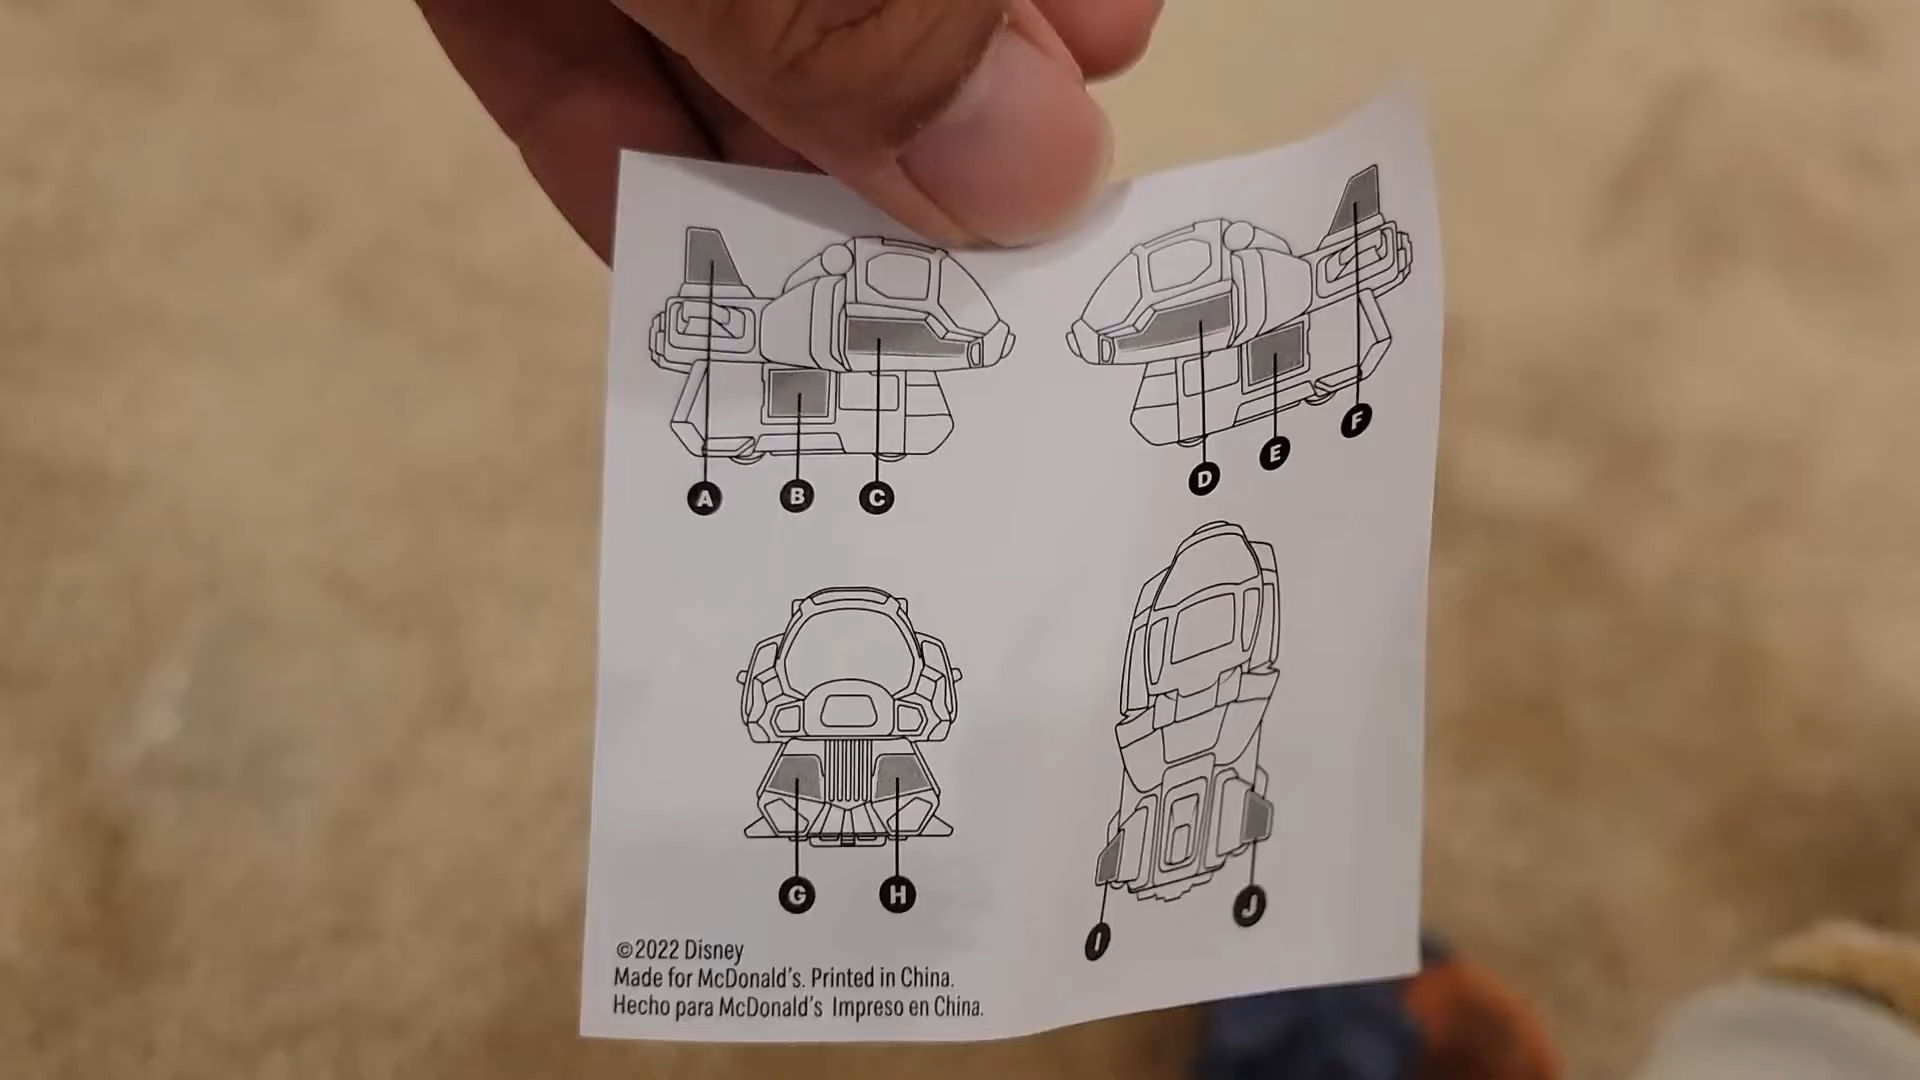 A B C
D E F
G H
I J
©2022 Disney
Made for McDonald's. Printed in China.
Hecho para McDonald's Impreso en China.